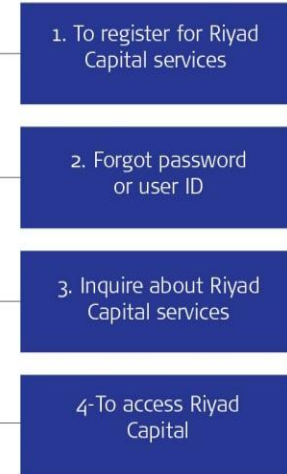 1. To register for Riyad
Capital services
2. Forgot password
or user ID
3. Inquire about Riyad
Capital services
4-To access Riyad
Capital